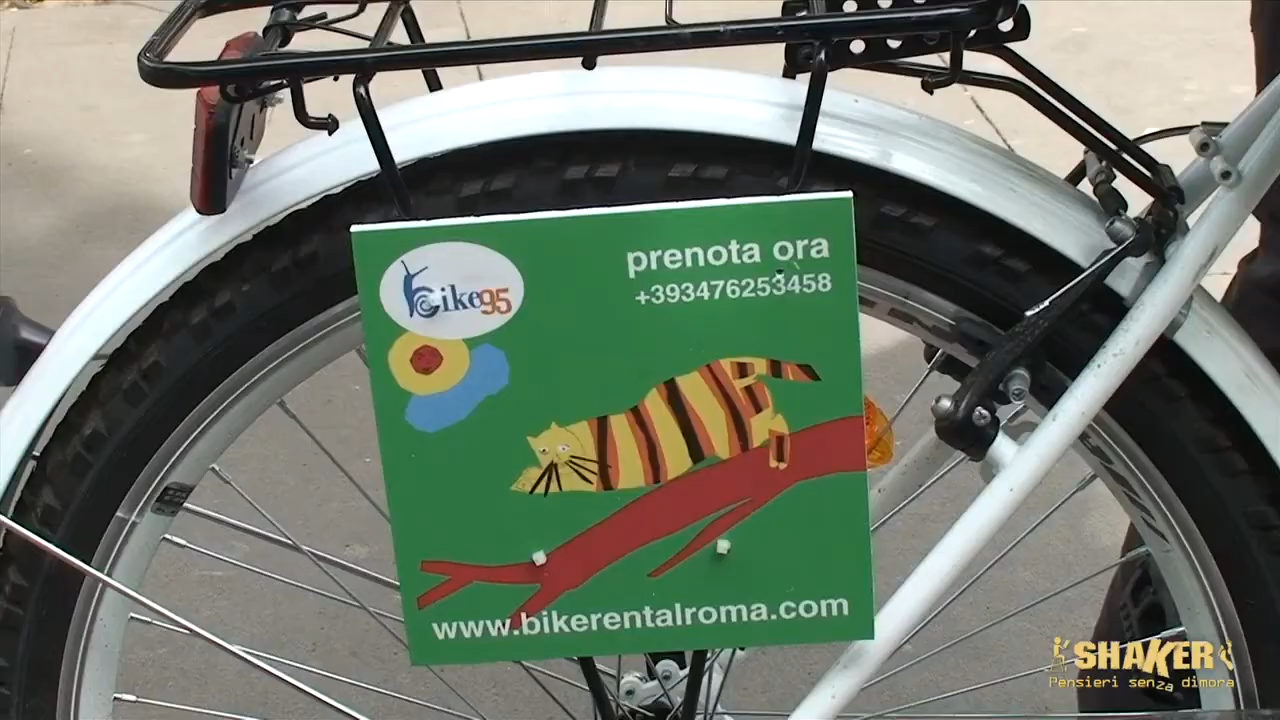 bike95
prenota ora
+393476253458
www.bikerentalroma.com
SHAKER
Pensieri senza dimora